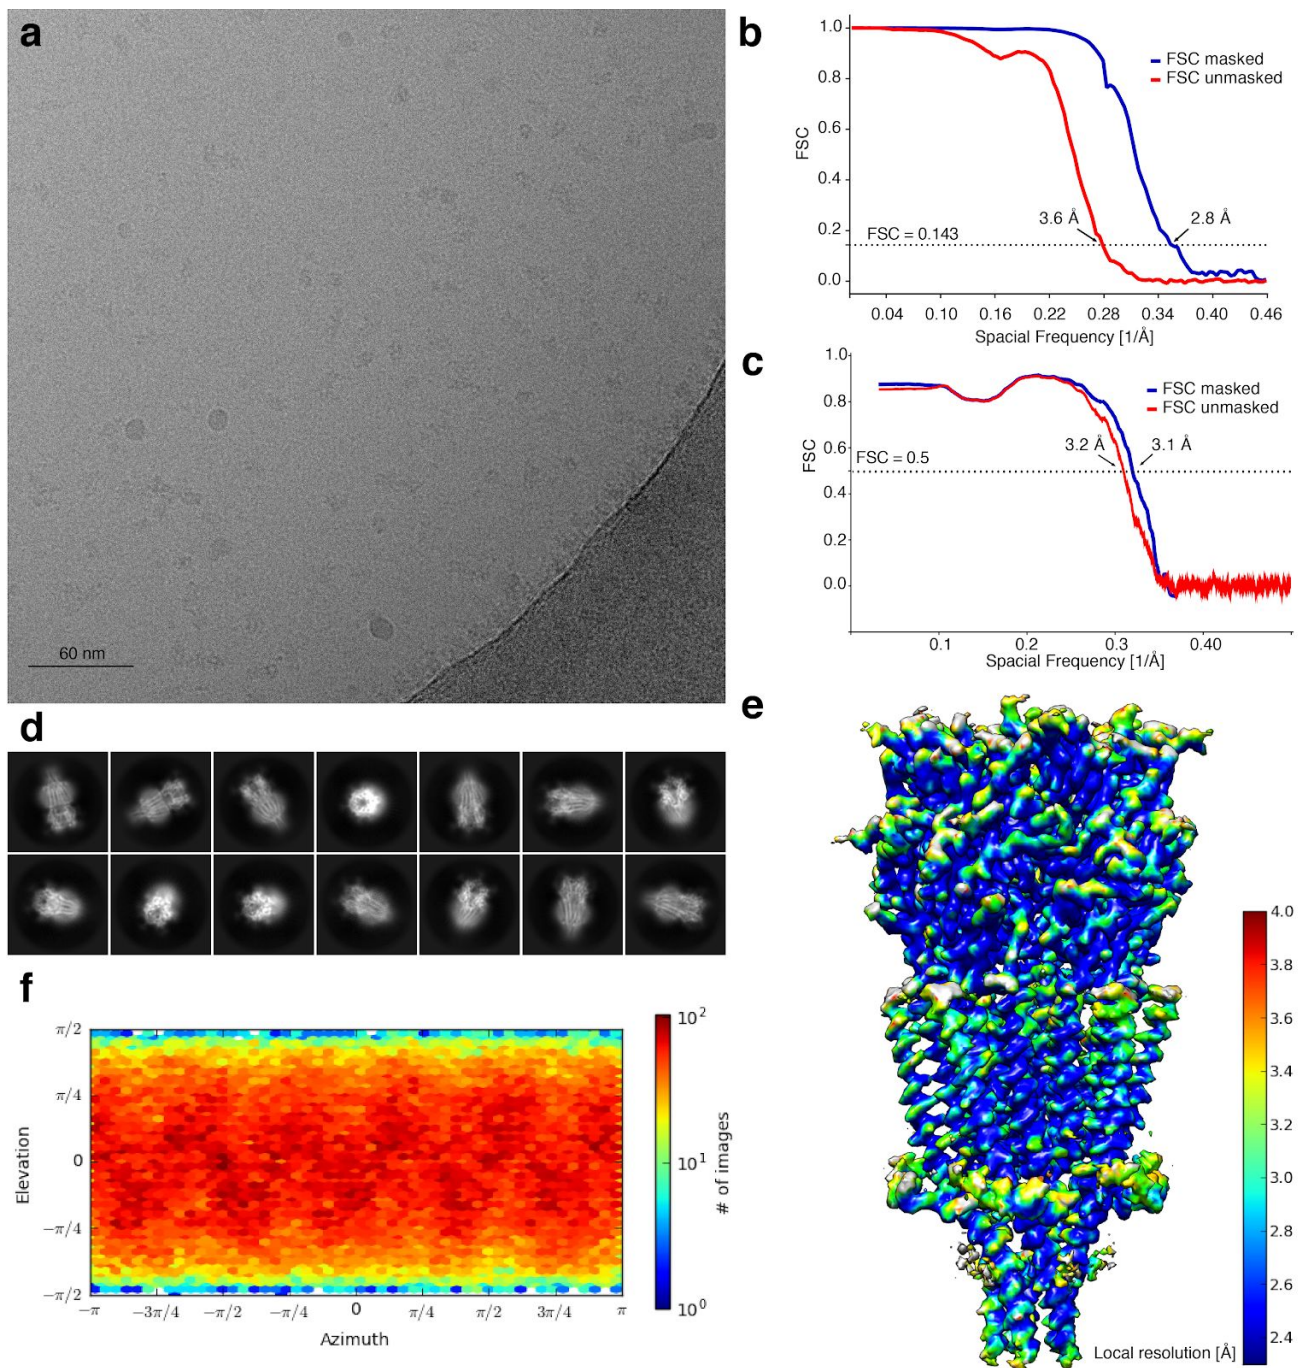 a
60 nm
b
1.0
0.8
0.6
0.4
0.2
0.0
FSC
FSC masked
FSC unmasked
3.6 Å
2.8 Å
FSC = 0.143
0.04 0.10 0.16 0.22 0.28 0.34 0.40 0.46
Spacial Frequency [1/Å]
c
1.0
0.8
0.6
0.4
0.2
0.0
FSC
FSC masked
FSC unmasked
3.2 Å
3.1 Å
FSC = 0.5
0.1 0.2 0.3 0.40
Spacial Frequency [1/Å]
d
e
4.0
3.8
3.6
3.4
3.2
3.0
2.8
2.6
2.4
Local resolution [Å]
f
π/2
π/4
0
−π/4
−π/2
Elevation
−π −3π/4 −π/2 −π/4 0 π/4 π/2 3π/4 π
Azimuth
10²
10¹
10⁰
# of images